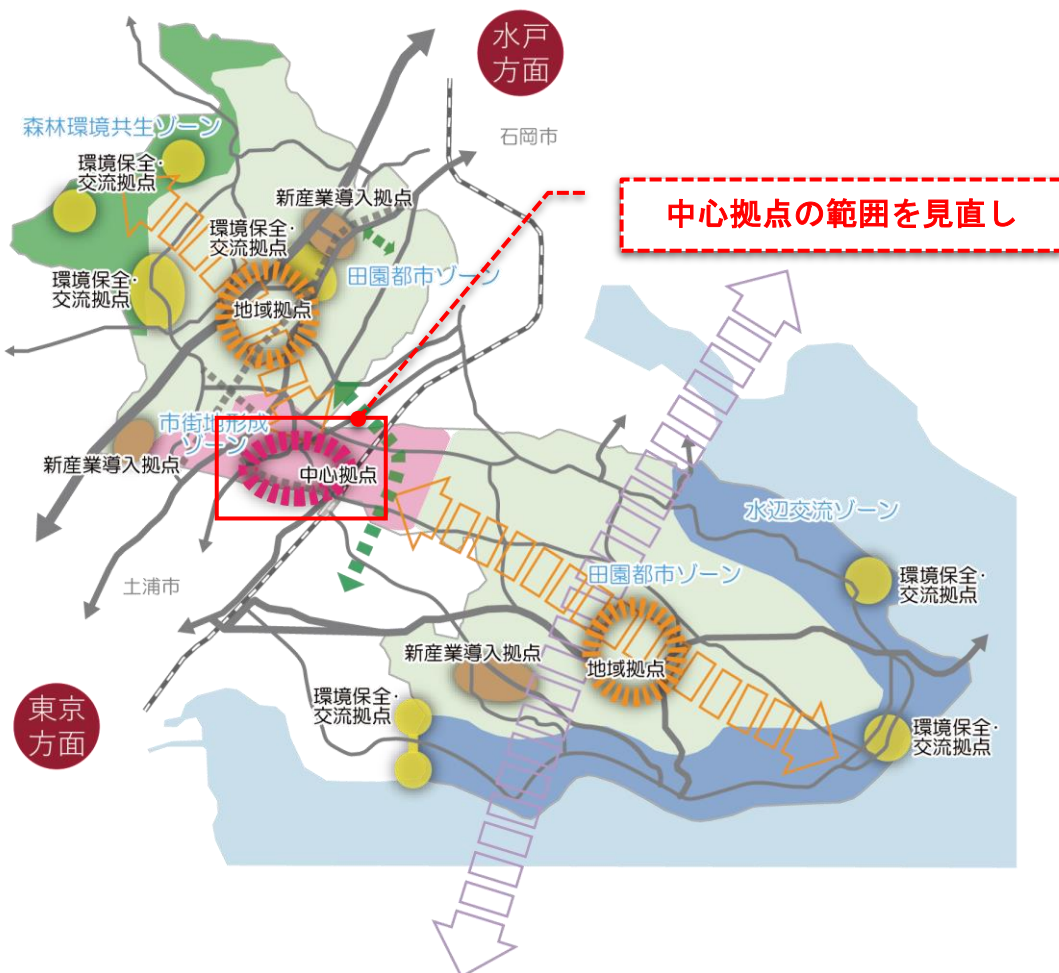 水戸
方面
石岡市
森林環境共生ゾーン
環境保全・
交流拠点
新産業導入拠点
中心拠点の範囲を見直し
環境保全・
交流拠点
環境保全・
交流拠点
田園都市ゾーン
地域拠点
市街地形成
ゾーン
新産業導入拠点
中心拠点
水辺交流ゾーン
土浦市
田園都市ゾーン
環境保全・
交流拠点
新産業導入拠点
地域拠点
環境保全・
交流拠点
東京
方面
環境保全・
交流拠点